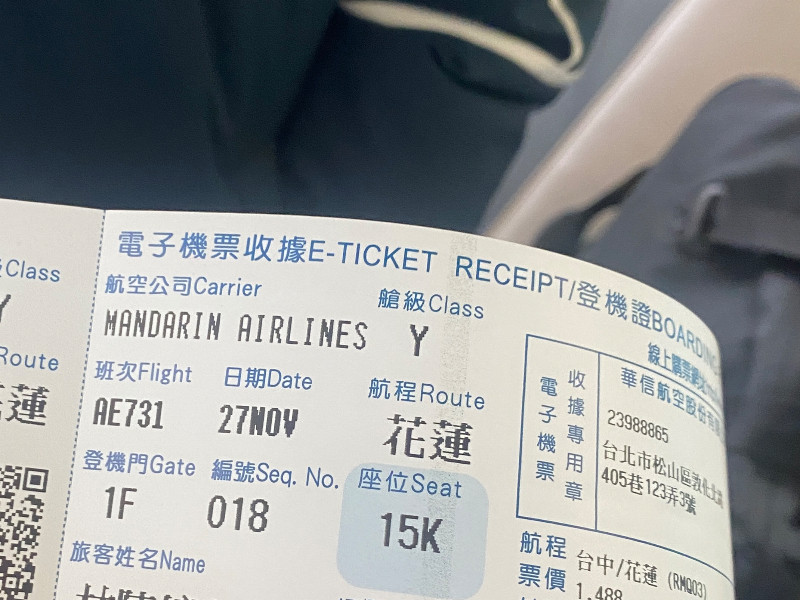 電子機票收據E-TICKET RECEIPT/登機證BOARDING
航空公司Carrier
艙級Class
MANDARIN AIRLINES
Y
班次Flight
日期Date
航程Route
AE731
27NOV
花蓮
登機門Gate
編號Seq. No.
座位Seat
1F
018
15K
旅客姓名Name
Class
Y
Route
蓮
線上購票
收據專用章
電子機票
華信航空股份有
23988865
台北市松山區敦化北
405巷123弄3號
航程 台中/花蓮 (RMQ03)
票價 1,488